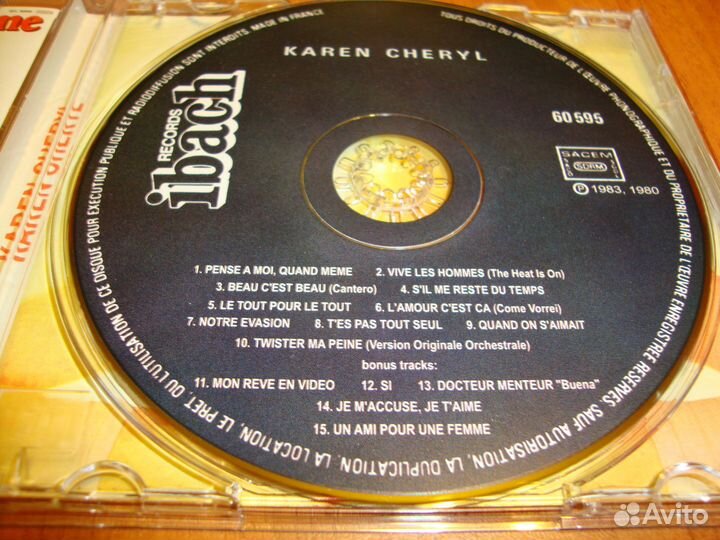 me
KAREN CHERYL
KAREN CHERYL
KAREN CHERYL
ibach
RECORDS
60 595
SACEM
SDRM
℗ 1983, 1980
1. PENSE A MOI, QUAND MEME 2. VIVE LES HOMMES (The Heat Is On)
3. BEAU C'EST BEAU (Cantero) 4. S'IL ME RESTE DU TEMPS
5. LE TOUT POUR LE TOUT 6. L'AMOUR C'EST CA (Come Vorrei)
7. NOTRE EVASION 8. T'ES PAS TOUT SEUL 9. QUAND ON S'AIMAIT
10. TWISTER MA PEINE (Version Originale Orchestrale)
bonus tracks:
11. MON REVE EN VIDEO 12. SI 13. DOCTEUR MENTEUR "Buena"
14. JE M'ACCUSE, JE T'AIME
15. UN AMI POUR UNE FEMME
TOUS DROITS DU PRODUCTEUR DE L'ŒUVRE PHONOGRAPHIQUE ET DU PROPRIETAIRE DE L'ŒUVRE ENREGISTREE RESERVES. SAUF AUTORISATION, LA DUPLICATION, LA LOCATION, LE PRET, OU L'UTILISATION DE CE DISQUE POUR EXECUTION PUBLIQUE ET RADIODIFFUSION SONT INTERDITS. MADE IN FRANCE
Avito